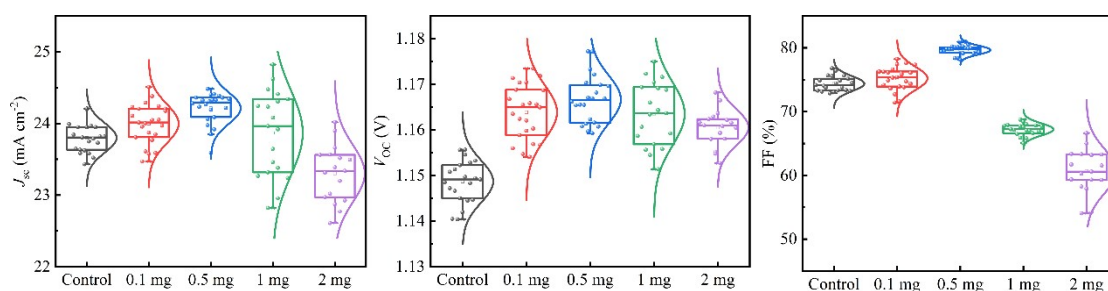 J_sc (mA cm⁻²)
25
24
23
22
Control 0.1 mg 0.5 mg 1 mg 2 mg
V_OC (V)
1.18
1.17
1.16
1.15
1.14
1.13
Control 0.1 mg 0.5 mg 1 mg 2 mg
FF (%)
80
70
60
50
Control 0.1 mg 0.5 mg 1 mg 2 mg